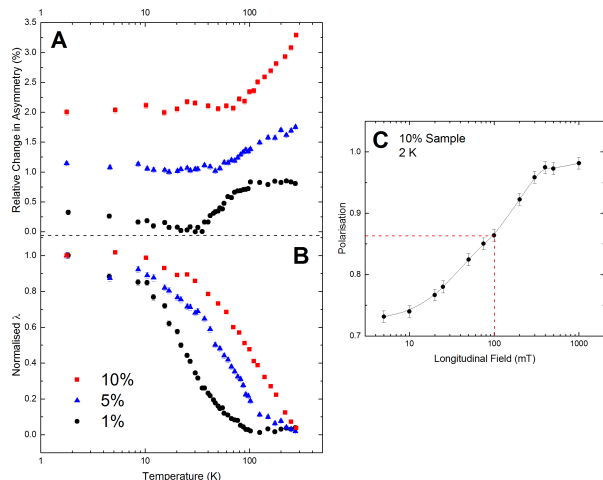 1 10 100
A
Relative Change in Asymmetry (%)
3.5
3.0
2.5
2.0
1.5
1.0
0.5
0.0
B
Normalised λ
1.0
0.8
0.6
0.4
0.2
0.0
10%
5%
1%
1 10 100
Temperature (K)
C
10% Sample
2 K
Polarisation
1.0
0.9
0.8
0.7
10 100 1000
Longitudinal Field (mT)